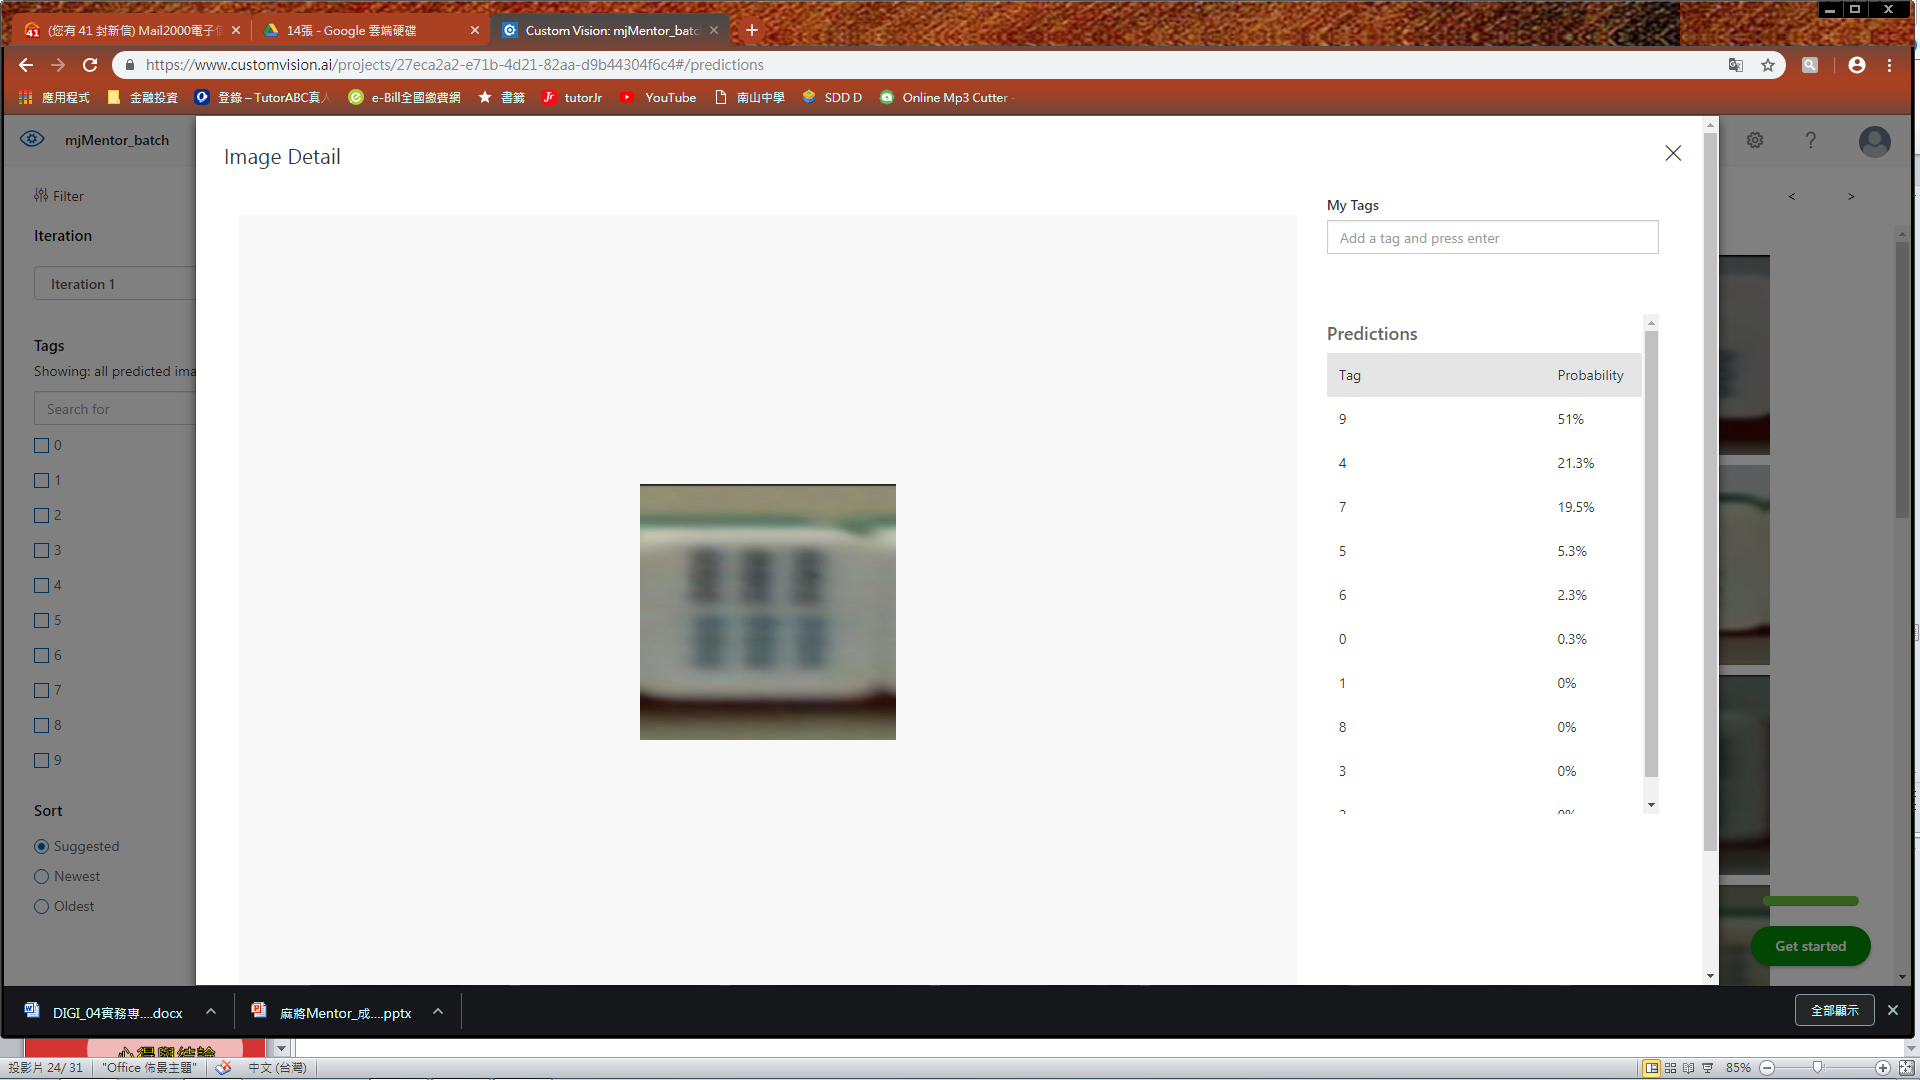 (您有 41 封新信) Mail2000電子信
14張 - Google 雲端硬碟
Custom Vision: mjMentor_batc
https://www.customvision.ai/projects/27eca2a2-e71b-4d21-82aa-d9b44304f6c4#/predictions
應用程式
金融投資
登錄 – TutorABC真人
e-Bill全國繳費網
書籤
tutorJr
YouTube
南山中學
SDD D
Online Mp3 Cutter -
mjMentor_batch
?
Image Detail
Filter
< >
My Tags
Add a tag and press enter
Iteration
Iteration 1
Tags
Showing: all predicted ima
Search for
0
1
2
3
4
5
6
7
8
9
Sort
Suggested
Newest
Oldest
Predictions
Tag Probability
9 51%
4 21.3%
7 19.5%
5 5.3%
6 2.3%
0 0.3%
1 0%
8 0%
3 0%
Get started
DIGI_04實務專....docx
麻將Mentor_成....pptx
全部顯示
心得與結論
投影片 24/ 31
"Office 佈景主題"
中文 (台灣)
85%